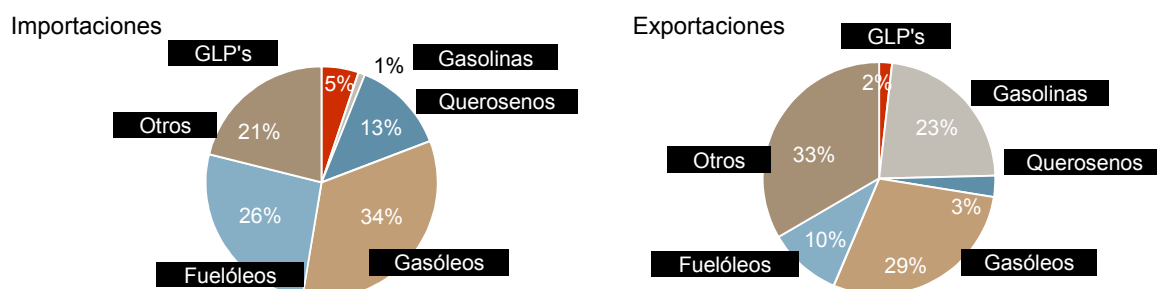 Importaciones
GLP's
5%
1%
Gasolinas
Querosenos
13%
Otros
21%
26%
34%
Fuelóleos
Gasóleos
Exportaciones
GLP's
2%
Gasolinas
23%
Otros
33%
Querosenos
3%
10%
Fuelóleos
29%
Gasóleos